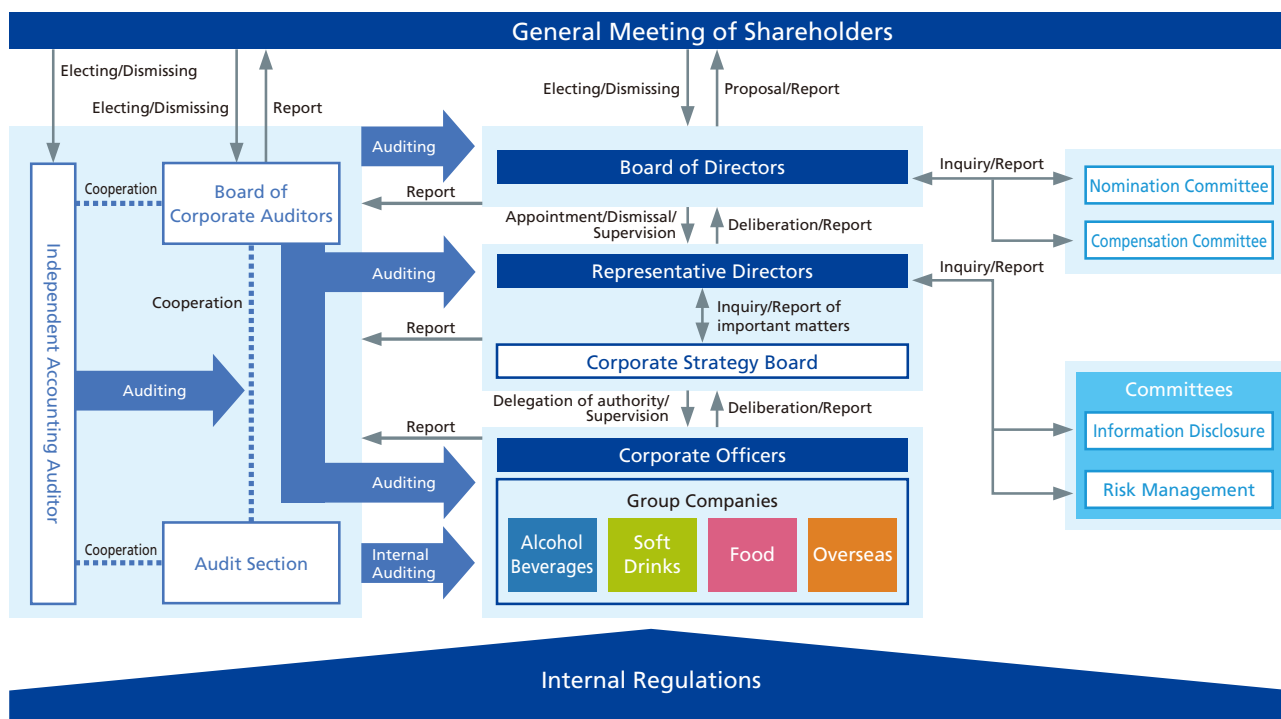 General Meeting of Shareholders
Electing/Dismissing
Electing/Dismissing
Report
Electing/Dismissing
Proposal/Report
Independent Accounting Auditor
Cooperation
Board of
Corporate Auditors
Auditing
Report
Board of Directors
Inquiry/Report
Nomination Committee
Compensation Committee
Appointment/Dismissal/
Supervision
Deliberation/Report
Cooperation
Auditing
Representative Directors
Inquiry/Report
Inquiry/Report of
important matters
Report
Corporate Strategy Board
Auditing
Delegation of authority/
Supervision
Deliberation/Report
Committees
Information Disclosure
Risk Management
Report
Corporate Officers
Auditing
Group Companies
Alcohol
Beverages
Soft
Drinks
Food
Overseas
Cooperation
Audit Section
Internal
Auditing
Internal Regulations